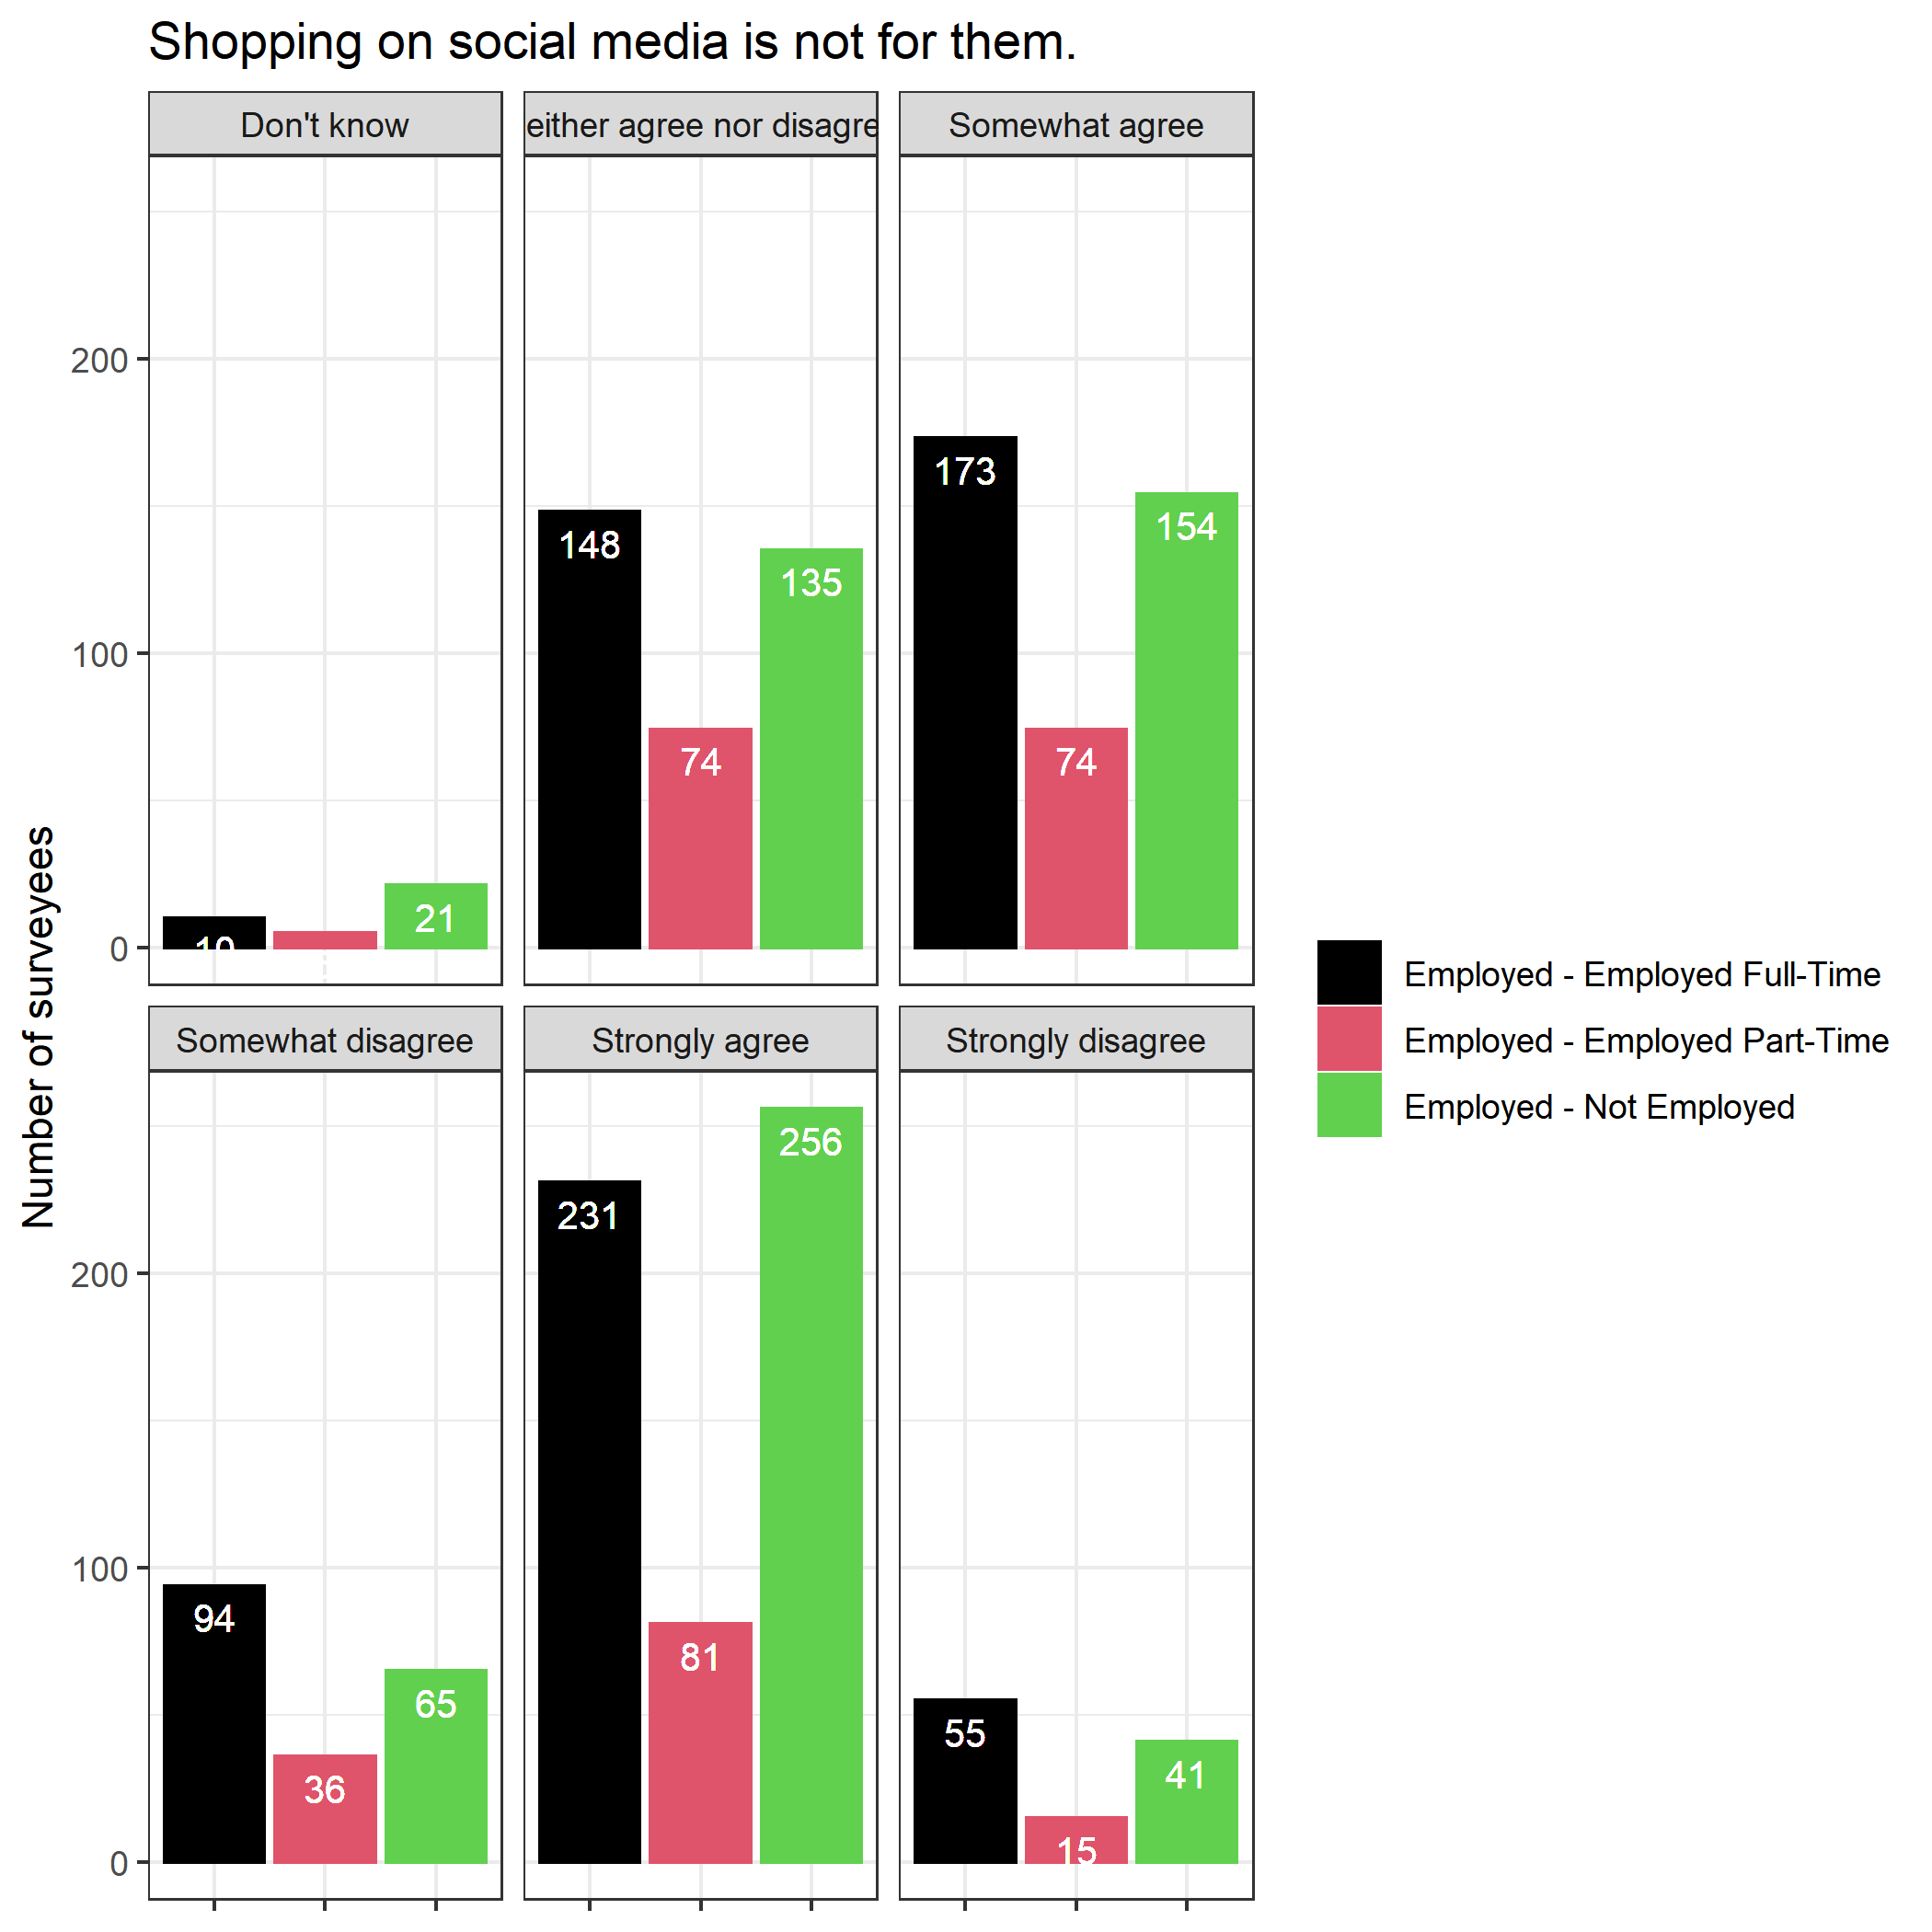 Shopping on social media is not for them.
Don't know
either agree nor disagre
Somewhat agree
200
100
0
10
21
148
74
135
173
74
154
Number of surveyees
Somewhat disagree
Strongly agree
Strongly disagree
200
100
0
94
36
65
231
81
256
55
15
41
Employed - Employed Full-Time
Employed - Employed Part-Time
Employed - Not Employed